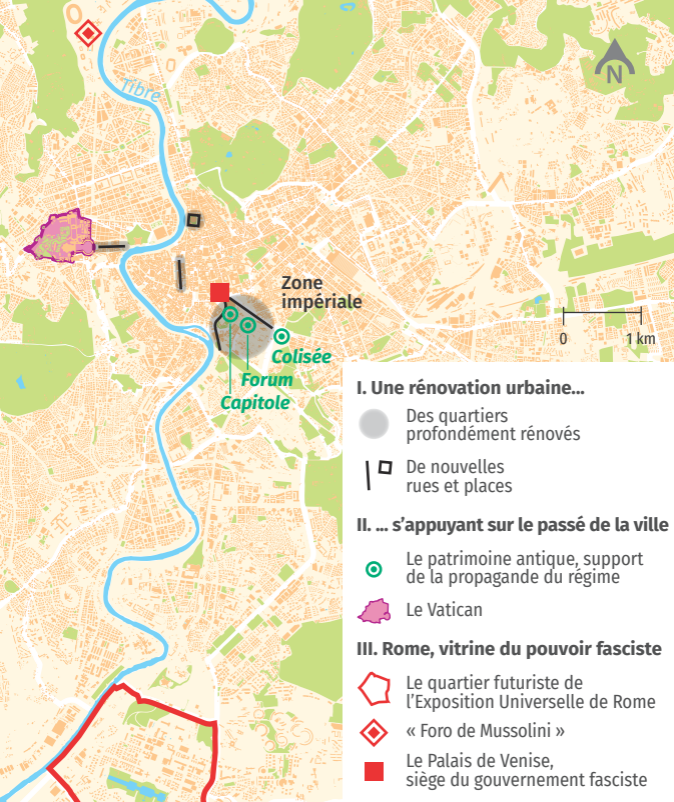 Tibre
N
Zone
impériale
Colisée
Forum
Capitole
0 1 km
I. Une rénovation urbaine...
Des quartiers
profondément rénovés
De nouvelles
rues et places
II. ... s'appuyant sur le passé de la ville
Le patrimoine antique, support
de la propagande du régime
Le Vatican
III. Rome, vitrine du pouvoir fasciste
Le quartier futuriste de
l'Exposition Universelle de Rome
« Foro de Mussolini »
Le Palais de Venise,
siège du gouvernement fasciste